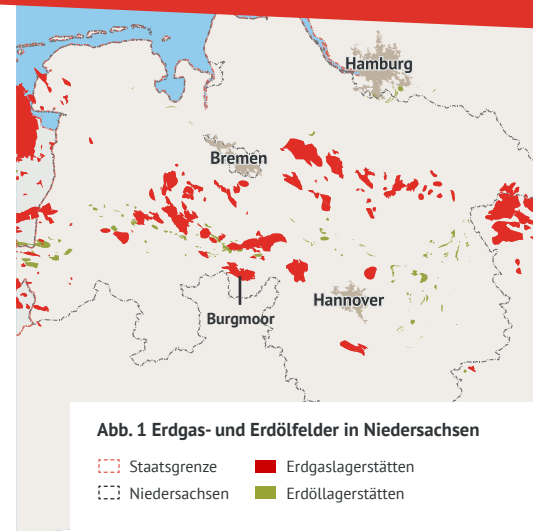 Hamburg
Bremen
Hannover
Burgmoor
Abb. 1 Erdgas- und Erdölfelder in Niedersachsen
Staatsgrenze
Erdgaslagerstätten
Niedersachsen
Erdöllagerstätten